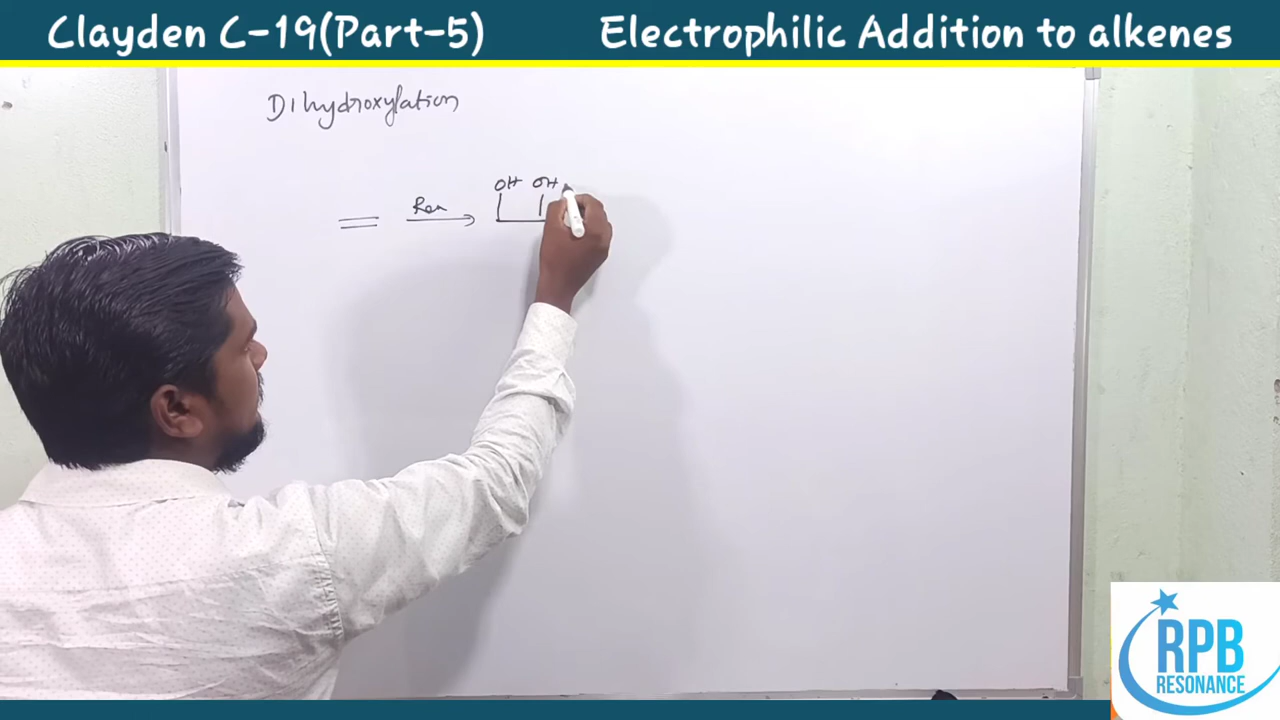 Clayden C-19(Part-5) Electrophilic Addition to alkenes
Dihydroxylation
OH OH
Rea
RPB
RESONANCE